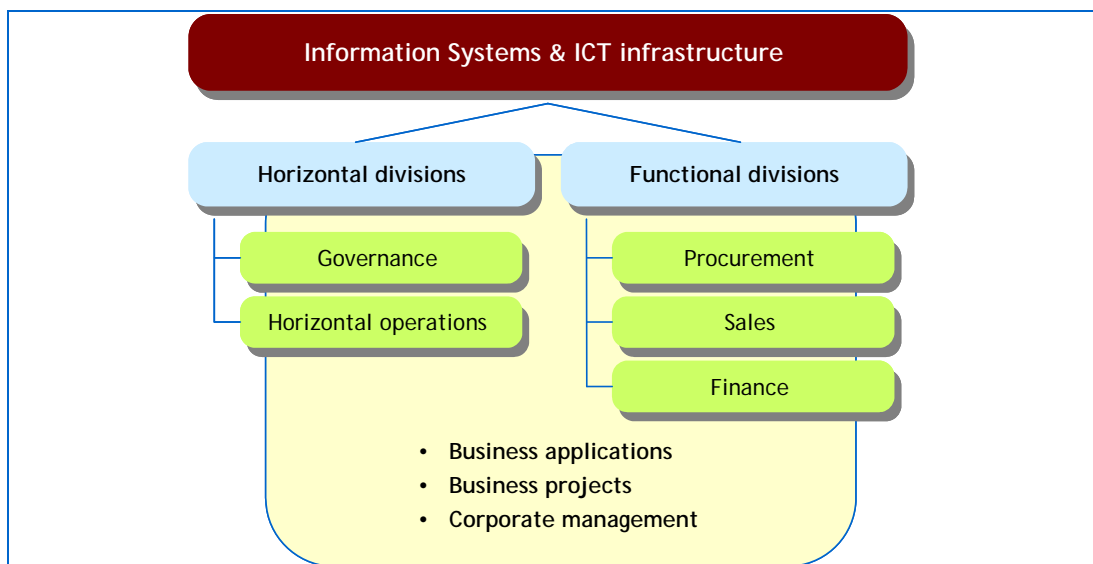 Information Systems & ICT infrastructure
Horizontal divisions
Functional divisions
Governance
Procurement
Horizontal operations
Sales
Finance
• Business applications
• Business projects
• Corporate management